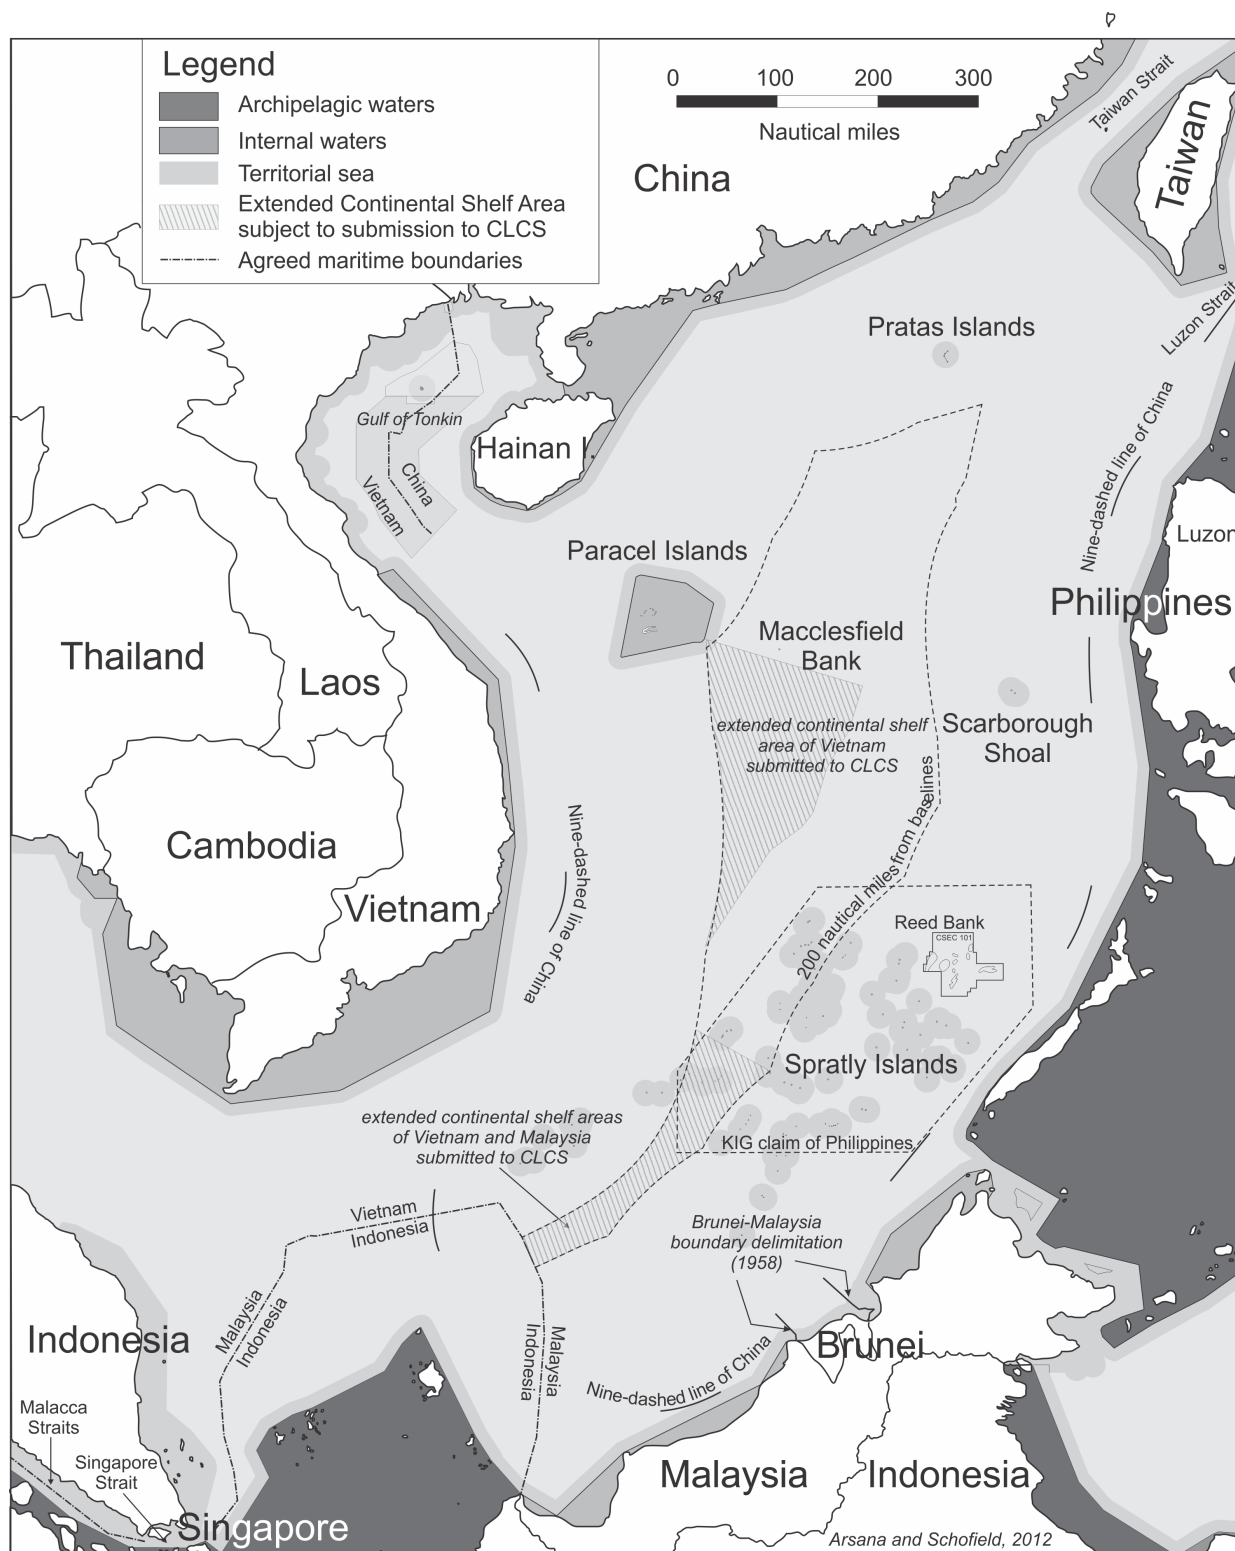 Legend
Archipelagic waters
Internal waters
Territorial sea
Extended Continental Shelf Area
subject to submission to CLCS
Agreed maritime boundaries
0 100 200 300
Nautical miles
China
Taiwan Strait
Taiwan
Luzon Strait
Pratas Islands
Gulf of Tonkin
Hainan I.
China
Vietnam
Nine-dashed line of China
Luzon
Paracel Islands
Philippines
Macclesfield
Bank
Thailand
Laos
extended continental shelf
area of Vietnam
submitted to CLCS
Scarborough
Shoal
200 nautical miles from baselines
Cambodia
Nine-dashed line of China
Vietnam
Reed Bank
CSEC 101
Spratly Islands
extended continental shelf areas
of Vietnam and Malaysia
submitted to CLCS
KIG claim of Philippines
Vietnam
Indonesia
Brunei-Malaysia
boundary delimitation
(1958)
Malaysia
Indonesia
Indonesia
Malaysia
Indonesia
Brunei
Nine-dashed line of China
Malacca
Straits
Singapore
Strait
Malaysia
Indonesia
Singapore
Arsana and Schofield, 2012